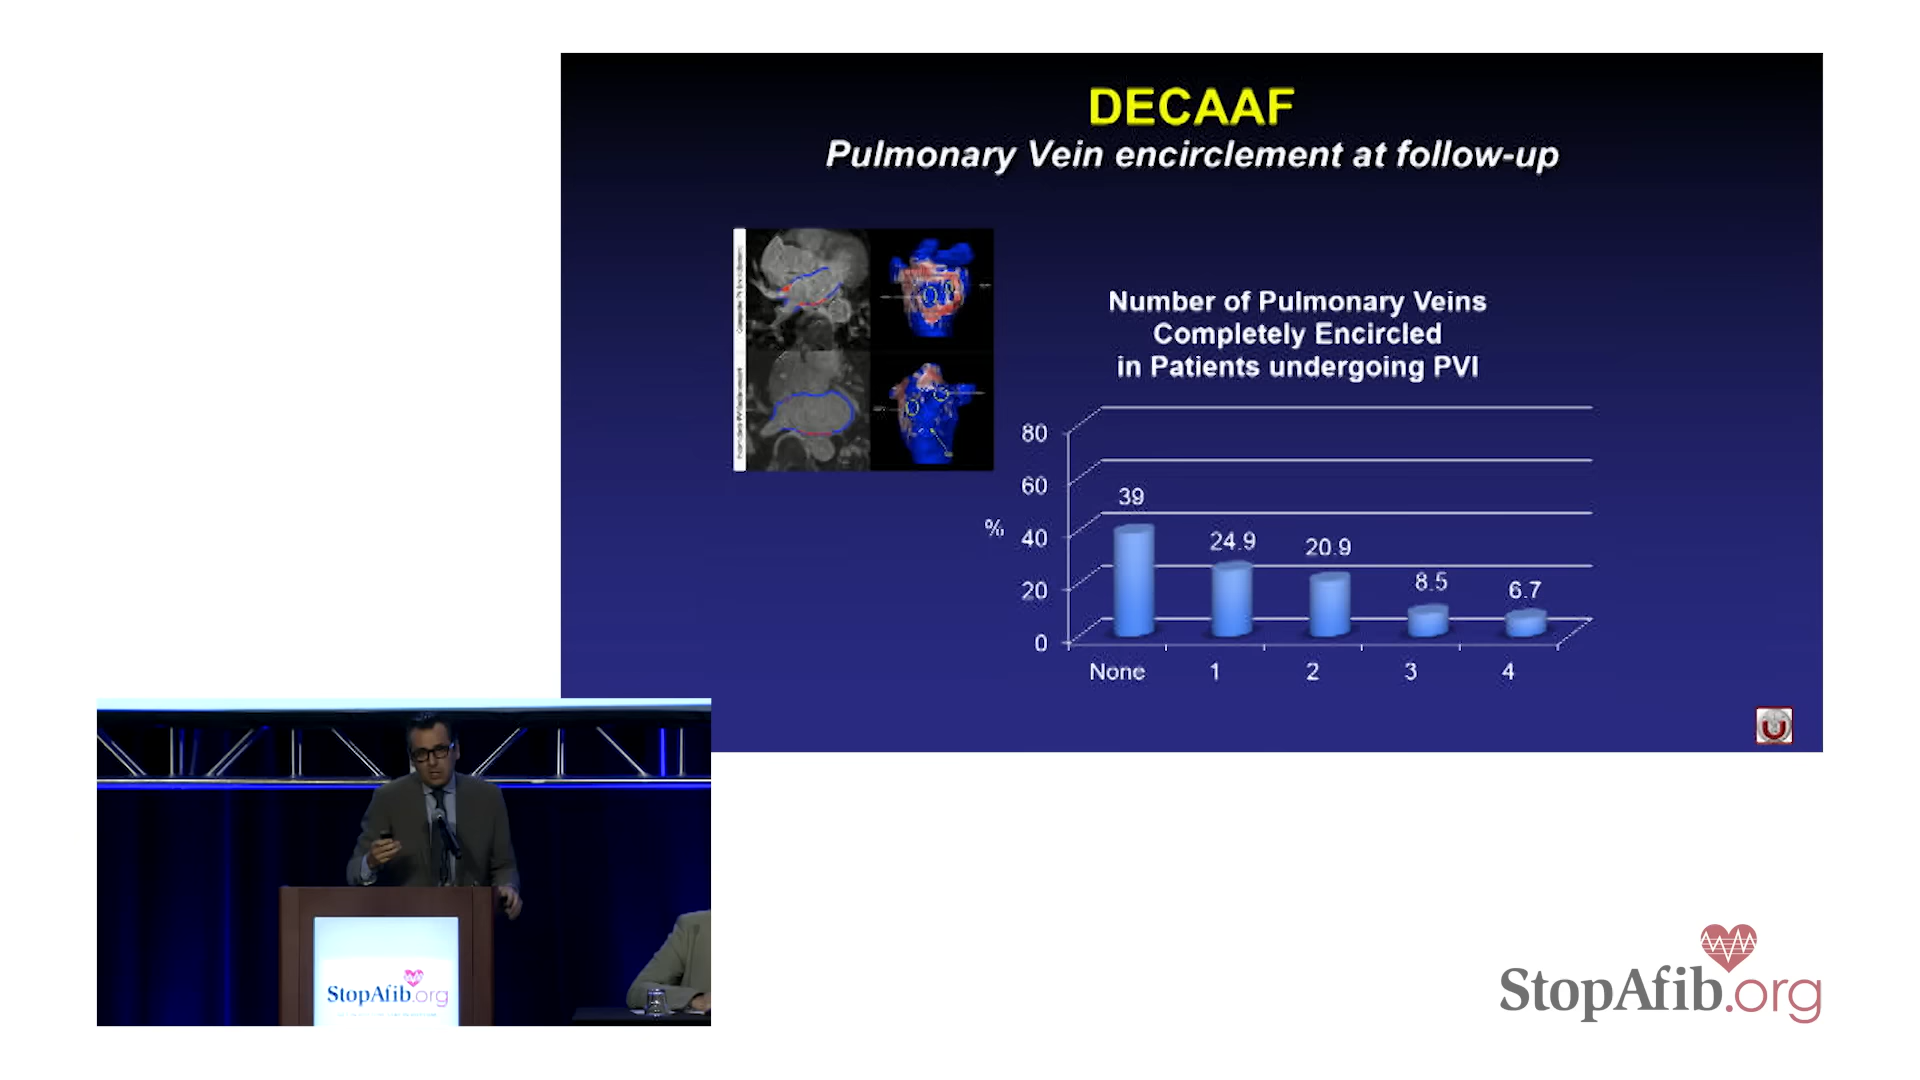 DECAAF
Pulmonary Vein encirclement at follow-up
Number of Pulmonary Veins
Completely Encircled
in Patients undergoing PVI
80
60
%
40
20
0
39
24.9
20.9
8.5
6.7
None 1 2 3 4
U
StopAfib.org
StopAfib.org